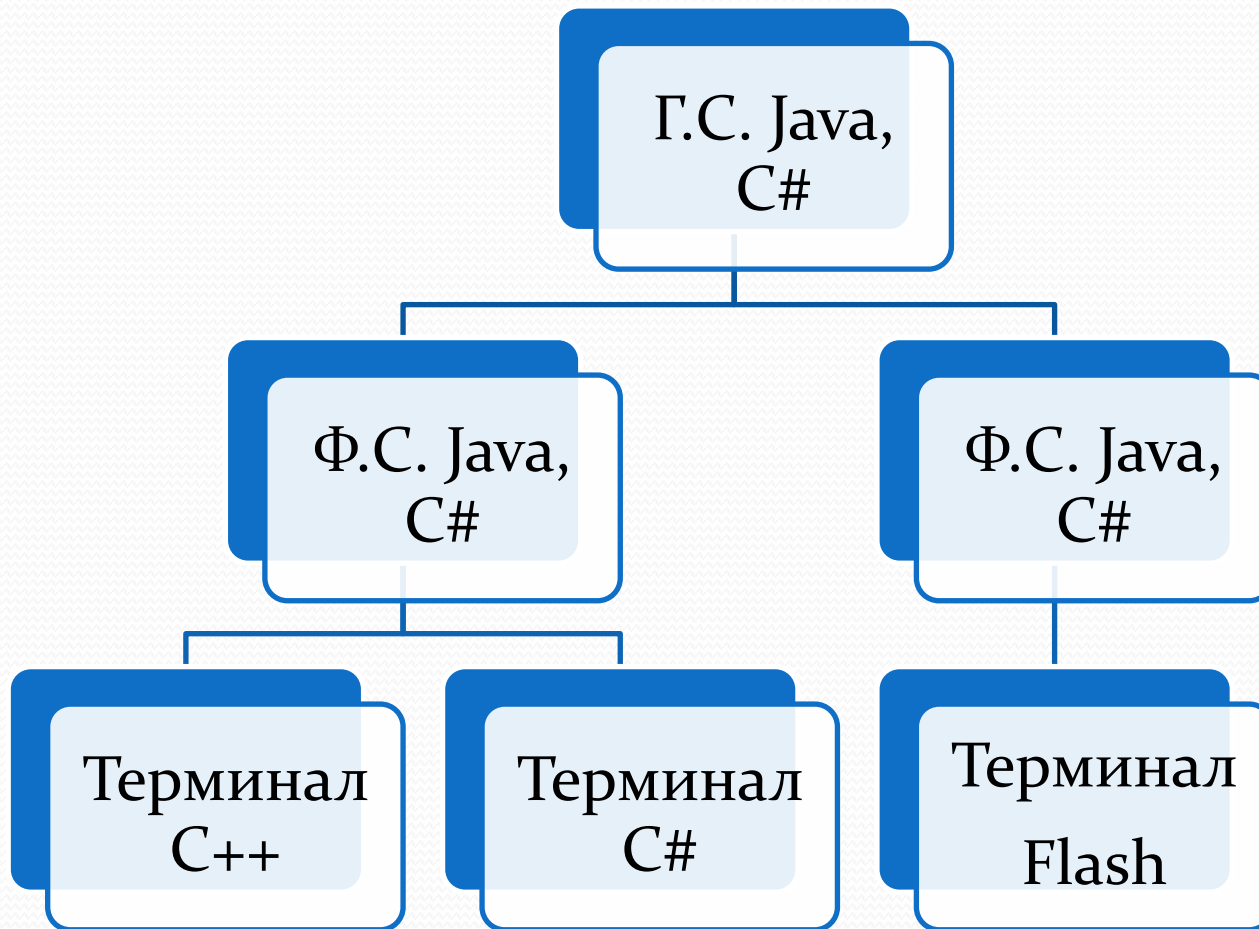 Г.С. Java,
C#
Ф.С. Java,
C#
Ф.С. Java,
C#
Терминал
C++
Терминал
C#
Терминал
Flash